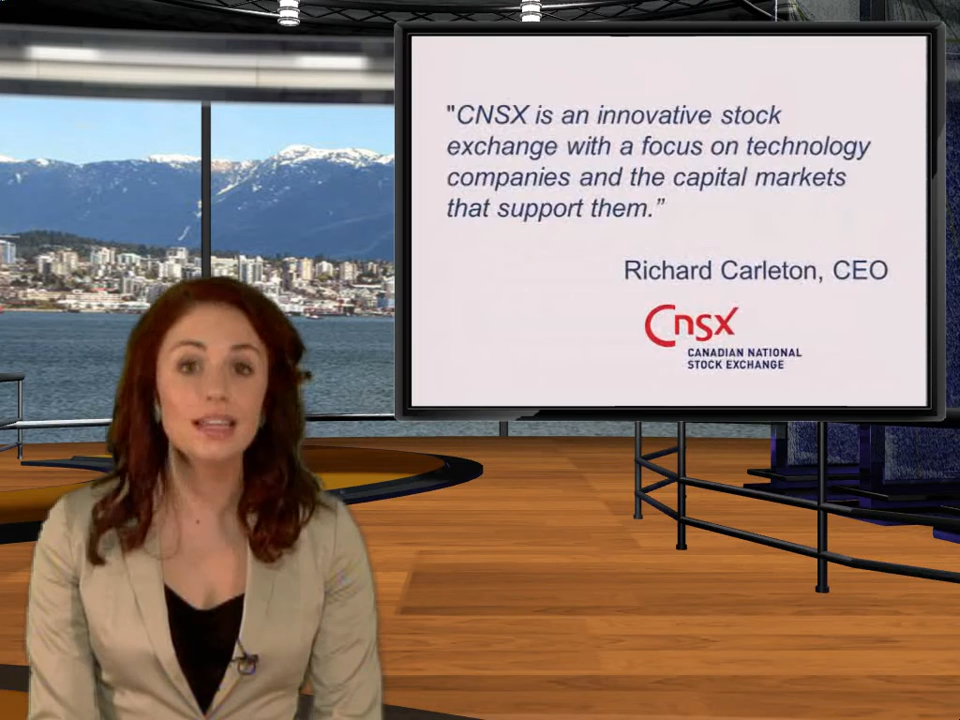 "CNSX is an innovative stock
exchange with a focus on technology
companies and the capital markets
that support them.”
Richard Carleton, CEO
Cnsx
CANADIAN NATIONAL
STOCK EXCHANGE